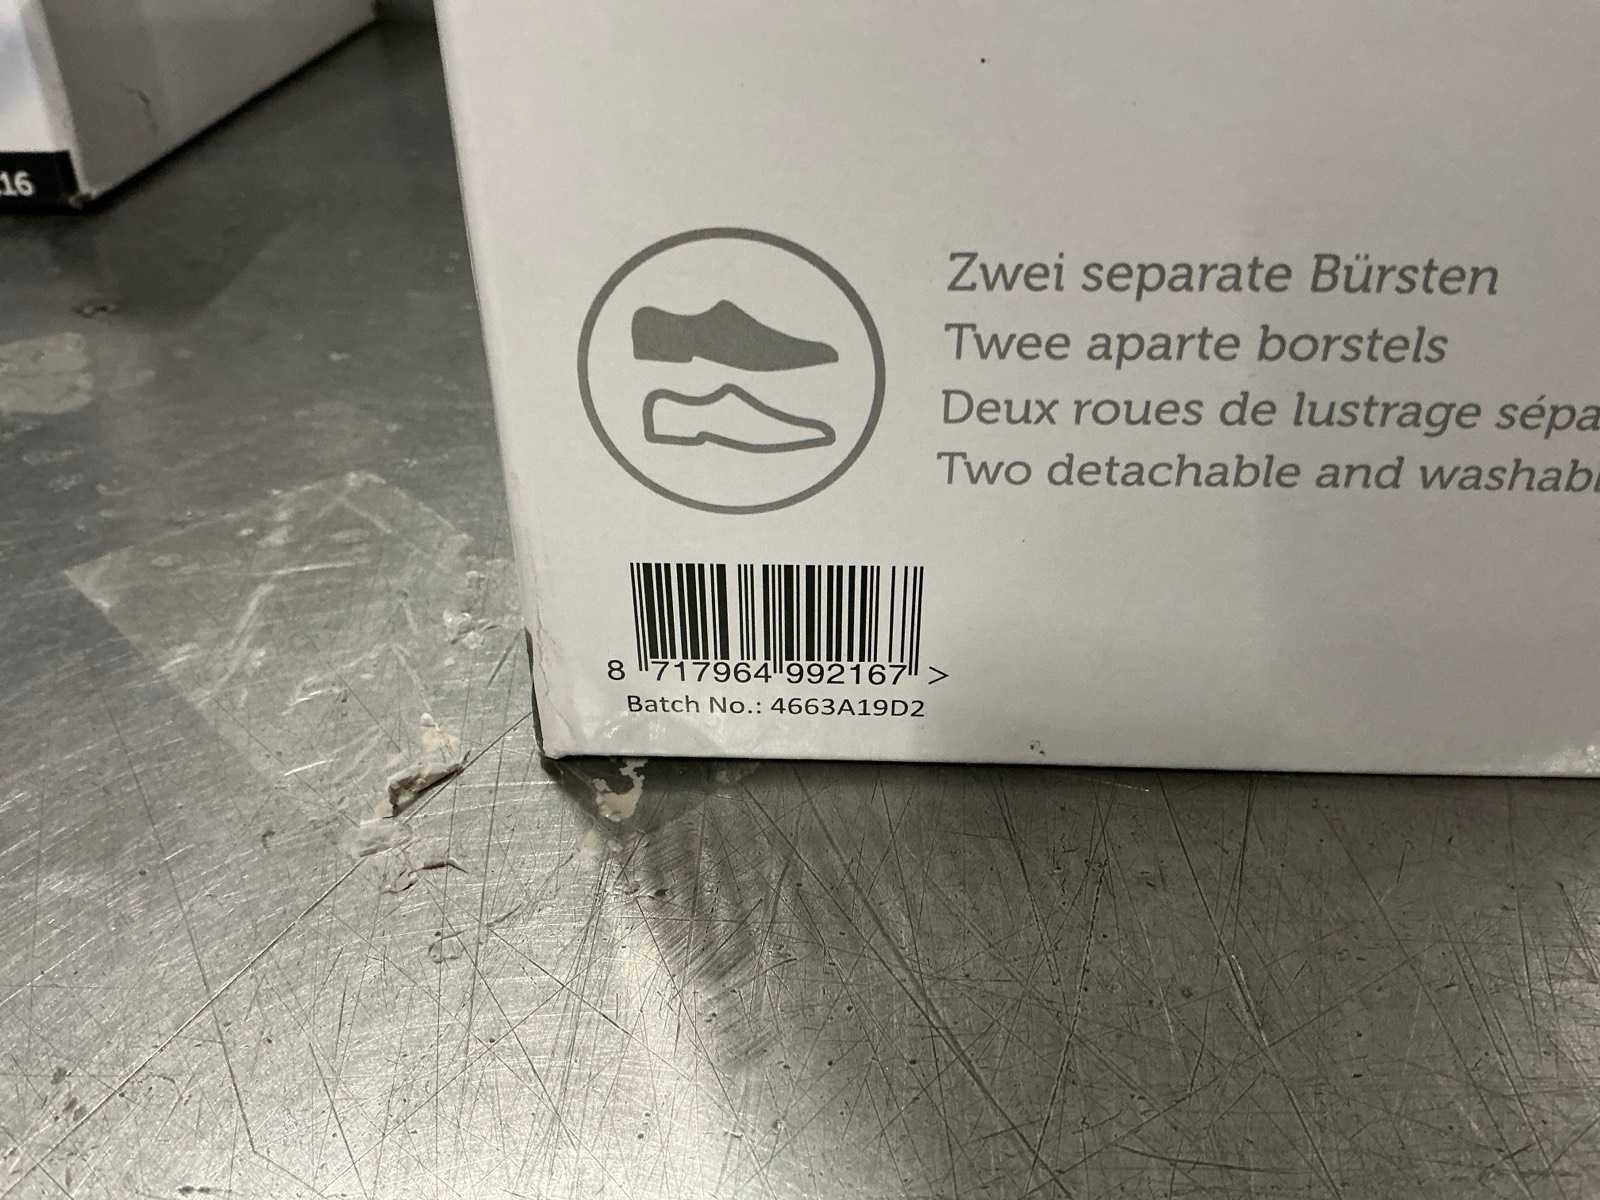 16
Zwei separate Bürsten
Twee aparte borstels
Deux roues de lustrage sépa
Two detachable and washabl
8 717964 992167 >
Batch No.: 4663A19D2